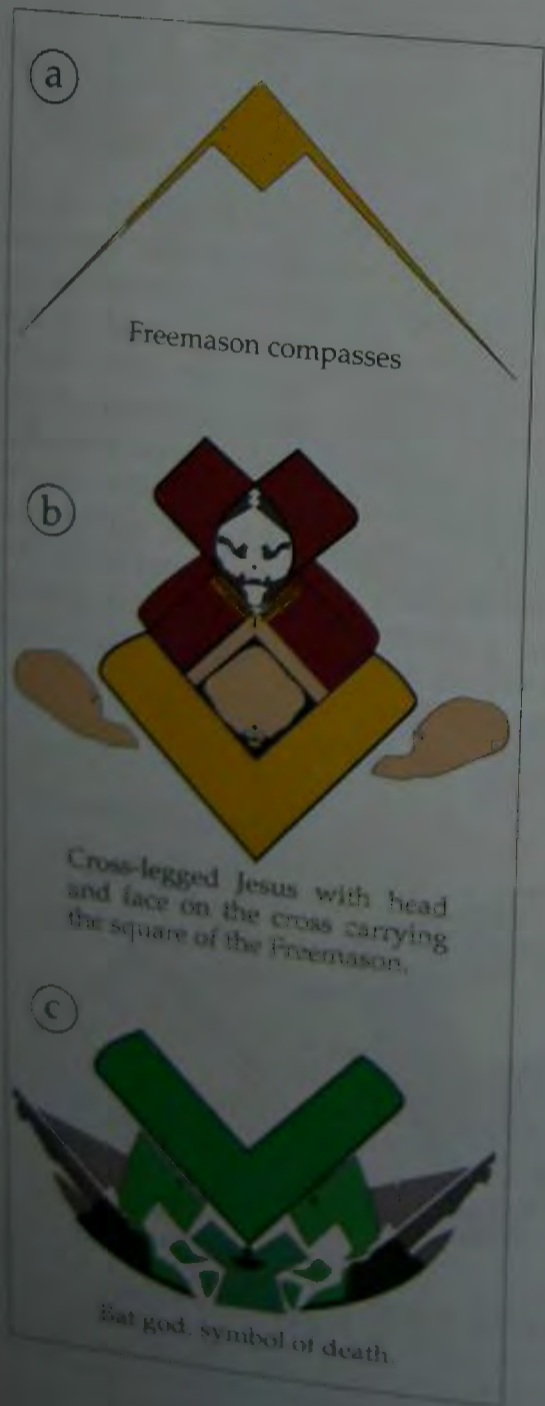 a
Freemason compasses
b
Cross-legged Jesus with head
and face on the cross carrying
the square of the Freemason.
c
Bat god, symbol of death.